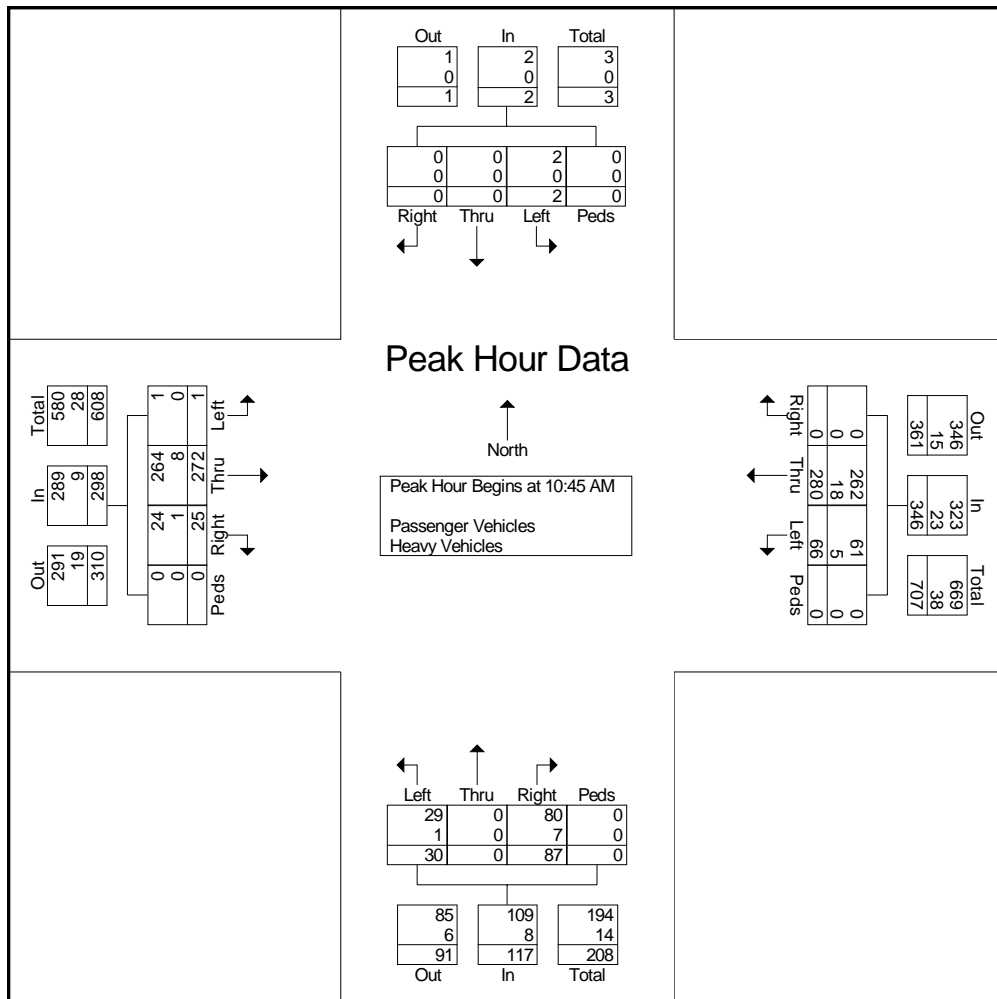 Out In Total
1 2 3
0 0 0
1 2 3
0 0 2 0
0 0 0 0
0 0 2 0
Right Thru Left Peds
Peak Hour Data
North
Peak Hour Begins at 10:45 AM
Passenger Vehicles
Heavy Vehicles
Total In Out
580 289 291
28 9 19
608 298 310
1 264 24 0
0 8 1 0
1 272 25 0
Left Thru Right Peds
Right Thru Left Peds
0 262 61 0
0 18 5 0
0 280 66 0
Out In Total
346 323 669
15 23 38
361 346 707
Left Thru Right Peds
29 0 80 0
1 0 7 0
30 0 87 0
85 109 194
6 8 14
91 117 208
Out In Total